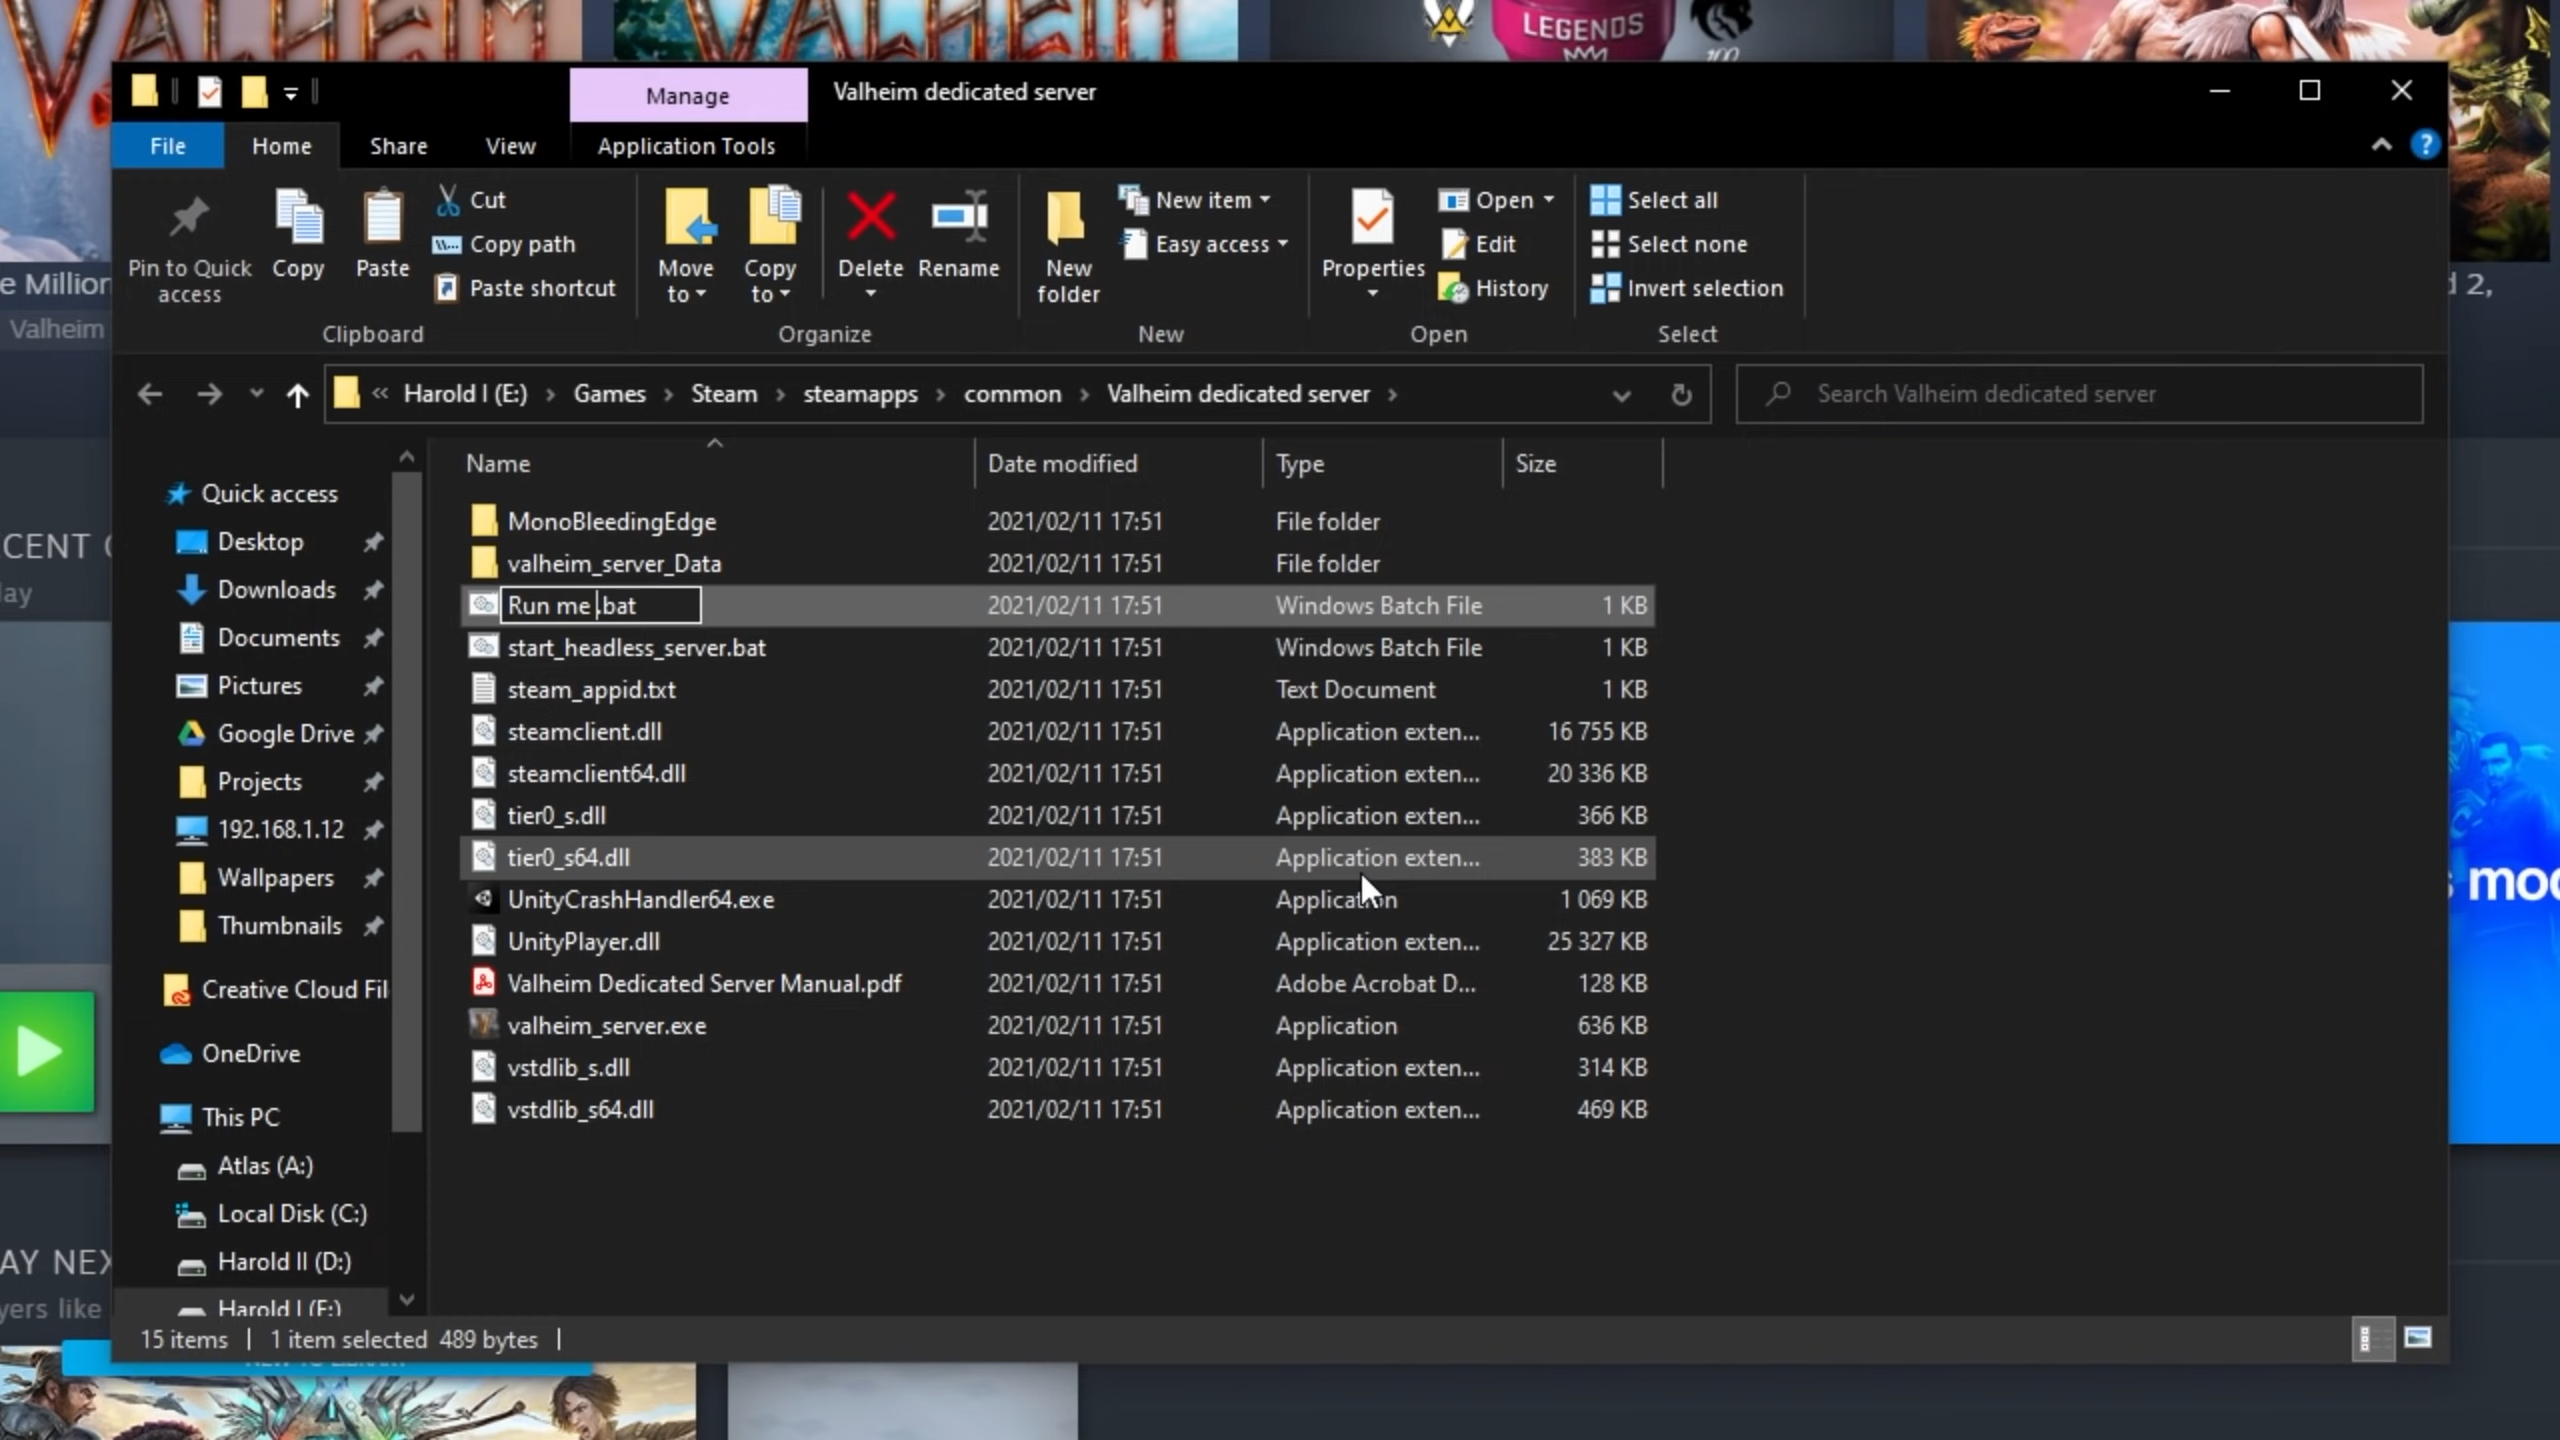 VALHEIM
VALHEIM
LEGENDS
100
Manage
Valheim dedicated server
File
Home
Share
View
Application Tools
?
Pin to Quick access
Copy
Paste
Cut
Copy path
Paste shortcut
Clipboard
Move to
Copy to
Delete
Rename
Organize
New folder
New item
Easy access
New
Properties
Open
Edit
History
Open
Select all
Select none
Invert selection
Select
e Million
Valheim
d 2,
« Harold I (E:) › Games › Steam › steamapps › common › Valheim dedicated server ›
Search Valheim dedicated server
Name Date modified Type Size
Quick access
Desktop
Downloads
Documents
Pictures
Google Drive
Projects
192.168.1.12
Wallpapers
Thumbnails
Creative Cloud Fil
OneDrive
This PC
Atlas (A:)
Local Disk (C:)
Harold II (D:)
Harold I (E:)
MonoBleedingEdge 2021/02/11 17:51 File folder
valheim_server_Data 2021/02/11 17:51 File folder
Run me .bat 2021/02/11 17:51 Windows Batch File 1 KB
start_headless_server.bat 2021/02/11 17:51 Windows Batch File 1 KB
steam_appid.txt 2021/02/11 17:51 Text Document 1 KB
steamclient.dll 2021/02/11 17:51 Application exten... 16 755 KB
steamclient64.dll 2021/02/11 17:51 Application exten... 20 336 KB
tier0_s.dll 2021/02/11 17:51 Application exten... 366 KB
tier0_s64.dll 2021/02/11 17:51 Application exten... 383 KB
UnityCrashHandler64.exe 2021/02/11 17:51 Application 1 069 KB
UnityPlayer.dll 2021/02/11 17:51 Application exten... 25 327 KB
Valheim Dedicated Server Manual.pdf 2021/02/11 17:51 Adobe Acrobat D... 128 KB
valheim_server.exe 2021/02/11 17:51 Application 636 KB
vstdlib_s.dll 2021/02/11 17:51 Application exten... 314 KB
vstdlib_s64.dll 2021/02/11 17:51 Application exten... 469 KB
CENT
lay
mod
AY NEX
yers like
15 items | 1 item selected 489 bytes |